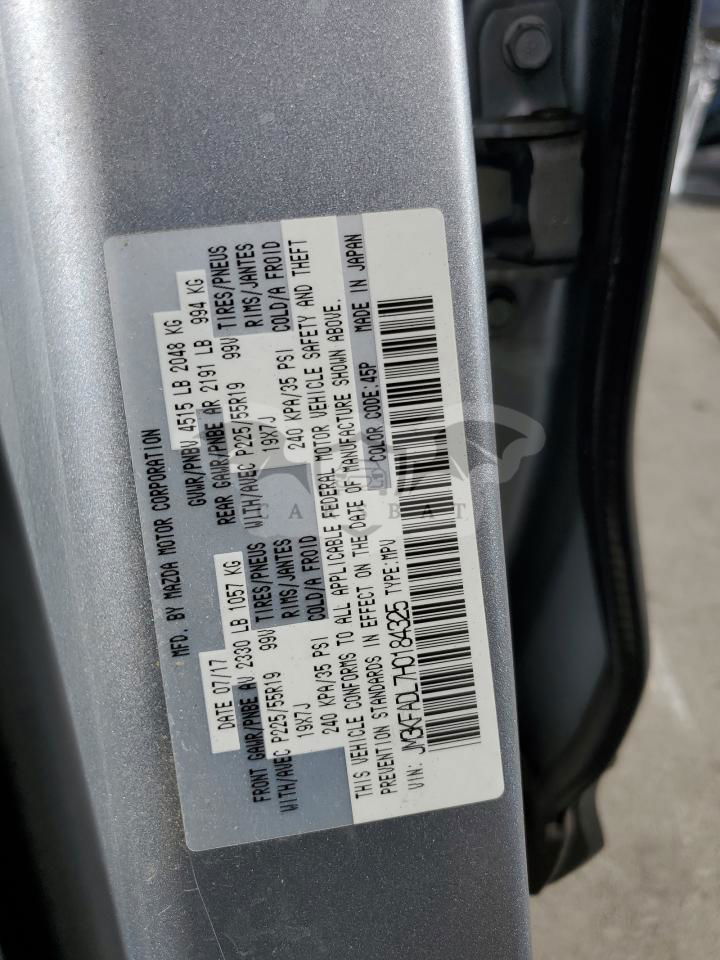 MFD. BY MAZDA MOTOR CORPORATION
DATE 07/17 GVWR/PNBV 4515 LB 2048 KG
FRONT GAWR/PNBE AV 2330 LB 1057 KG REAR GAWR/PNBE AR 2191 LB 994 KG
WITH/AVEC P225/55R19 99V TIRES/PNEUS WITH/AVEC P225/55R19 99V TIRES/PNEUS
19X7J RIMS/JANTES 19X7J RIMS/JANTES
240 KPA/35 PSI COLD/A FROID 240 KPA/35 PSI COLD/A FROID
THIS VEHICLE CONFORMS TO ALL APPLICABLE FEDERAL MOTOR VEHICLE SAFETY AND THEFT
PREVENTION STANDARDS IN EFFECT ON THE DATE OF MANUFACTURE SHOWN ABOVE.
VIN: JM3KFADL7H0184325 TYPE:MPV COLOR CODE:45P MADE IN JAPAN
CARSBAT